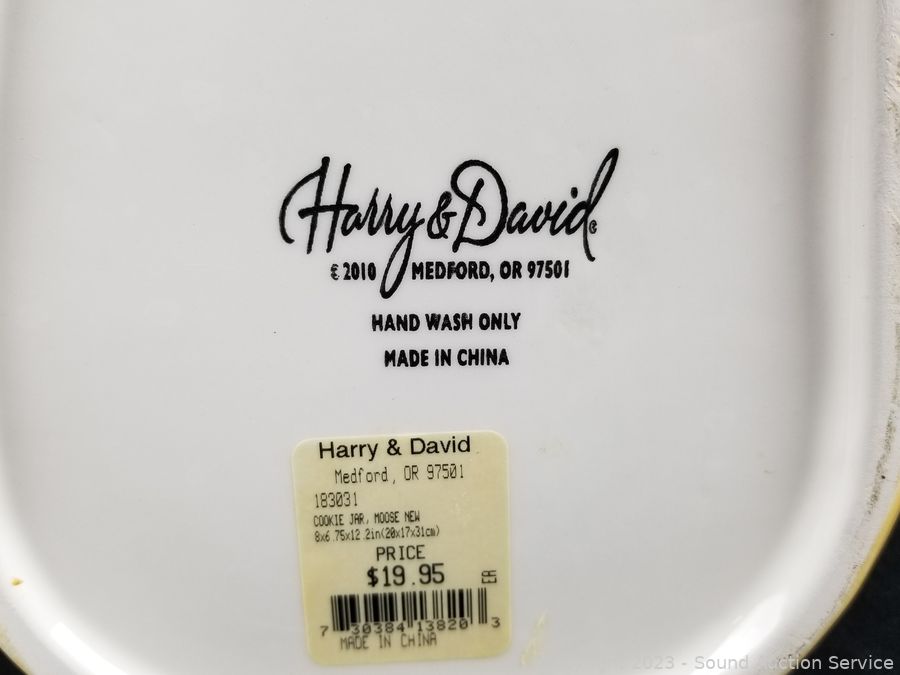 Harry & David®
© 2010 MEDFORD, OR 97501
HAND WASH ONLY
MADE IN CHINA
Harry & David
Medford, OR 97501
183031
COOKIE JAR, MOOSE NEW
8x6.75x12.2in(20x17x31cm)
PRICE
$19.95 EA
7 30384 13820 3
MADE IN CHINA
2023 - Sound Auction Service